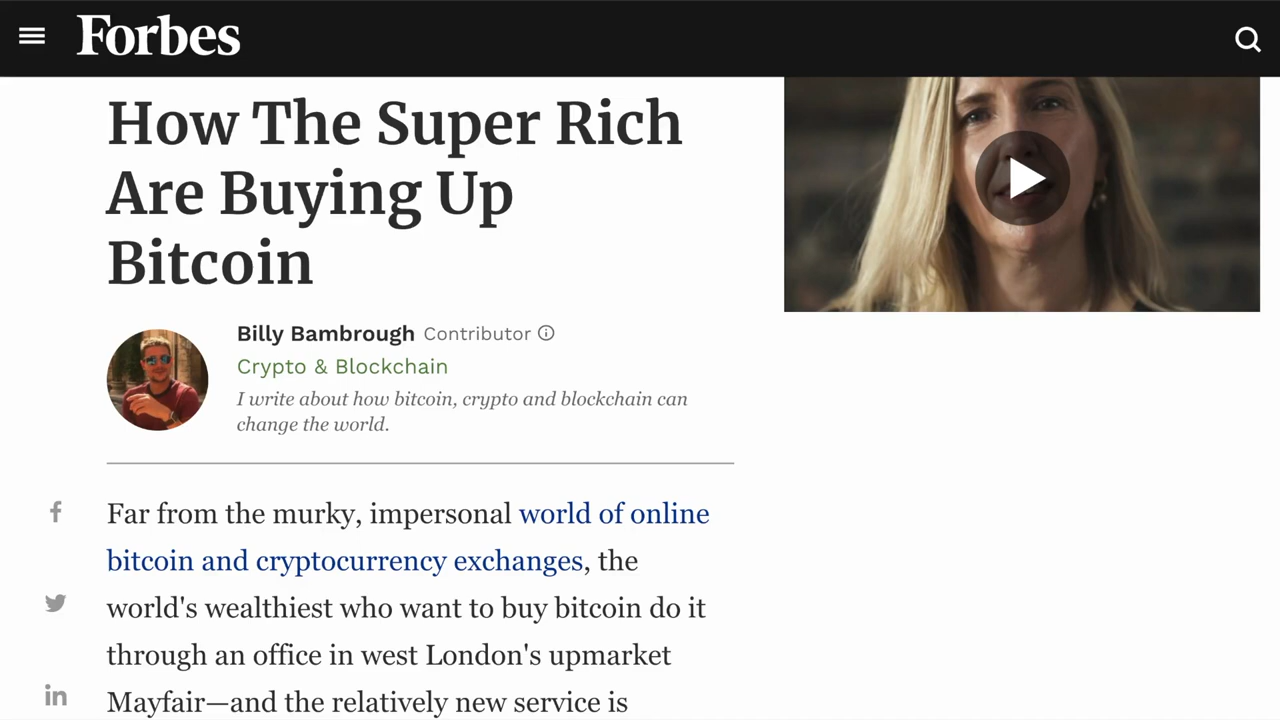 Forbes
How The Super Rich
Are Buying Up
Bitcoin
Billy Bambrough Contributor
Crypto & Blockchain
I write about how bitcoin, crypto and blockchain can
change the world.
Far from the murky, impersonal world of online
bitcoin and cryptocurrency exchanges, the
world's wealthiest who want to buy bitcoin do it
through an office in west London's upmarket
Mayfair—and the relatively new service is